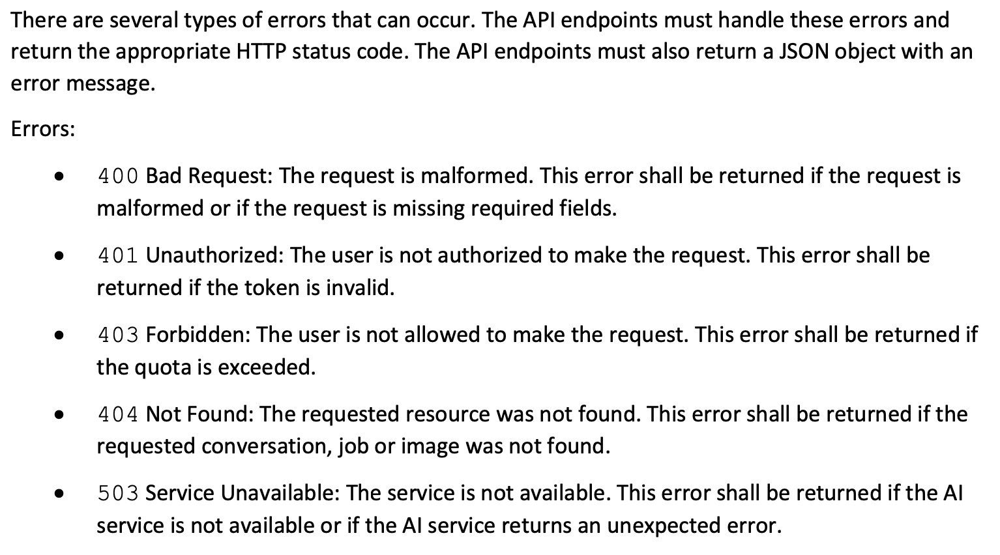 There are several types of errors that can occur. The API endpoints must handle these errors and
return the appropriate HTTP status code. The API endpoints must also return a JSON object with an
error message.
Errors:
• 400 Bad Request: The request is malformed. This error shall be returned if the request is
malformed or if the request is missing required fields.
• 401 Unauthorized: The user is not authorized to make the request. This error shall be
returned if the token is invalid.
• 403 Forbidden: The user is not allowed to make the request. This error shall be returned if
the quota is exceeded.
• 404 Not Found: The requested resource was not found. This error shall be returned if the
requested conversation, job or image was not found.
• 503 Service Unavailable: The service is not available. This error shall be returned if the AI
service is not available or if the AI service returns an unexpected error.